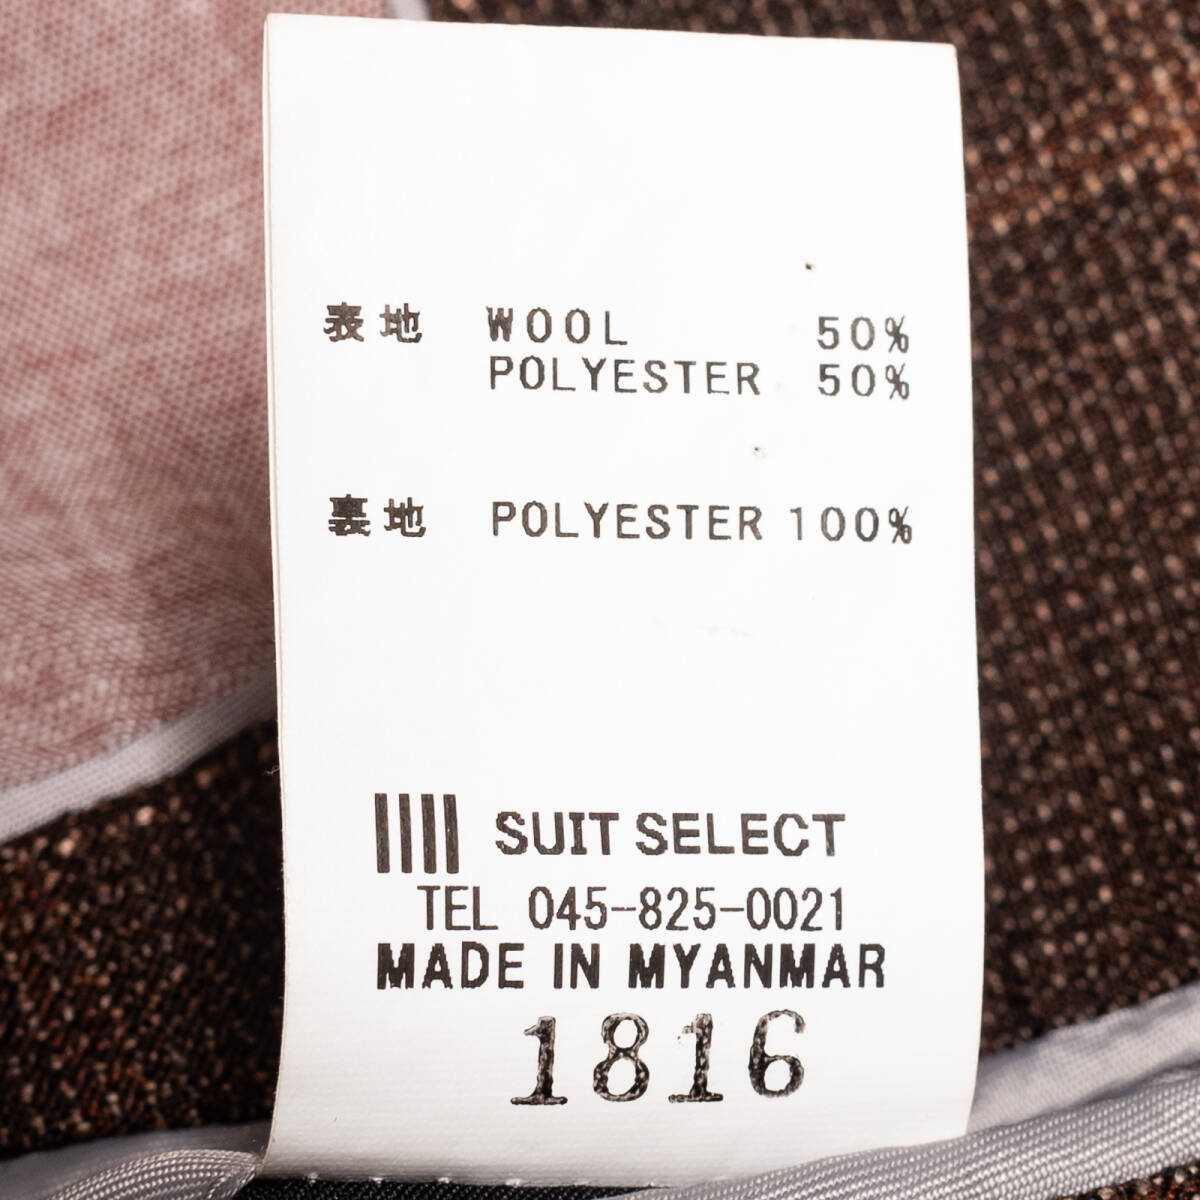 表地 WOOL 50%
POLYESTER 50%
裏地 POLYESTER 100%
SUIT SELECT
TEL 045-825-0021
MADE IN MYANMAR
1816